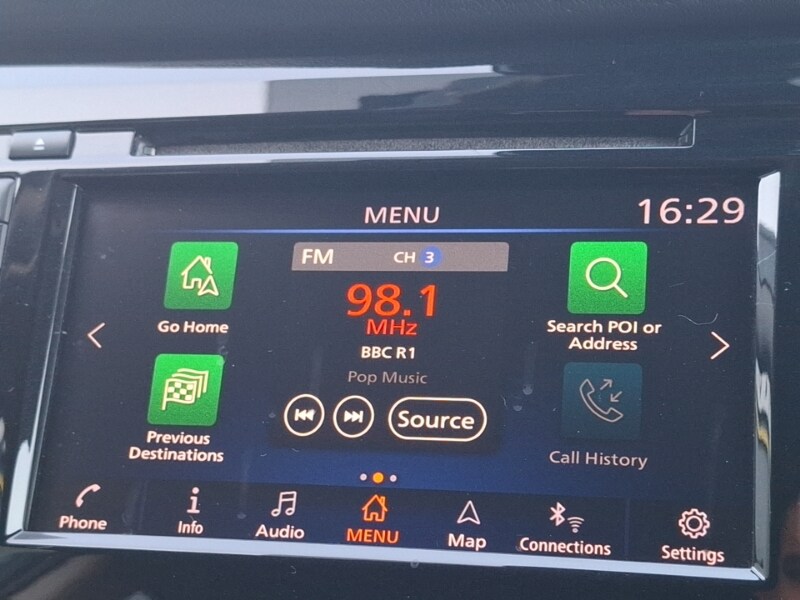 MENU
16:29
FM CH 3
98.1
MHz
BBC R1
Pop Music
Source
Go Home
Previous
Destinations
Search POI or
Address
Call History
Phone
Info
Audio
MENU
Map
Connections
Settings